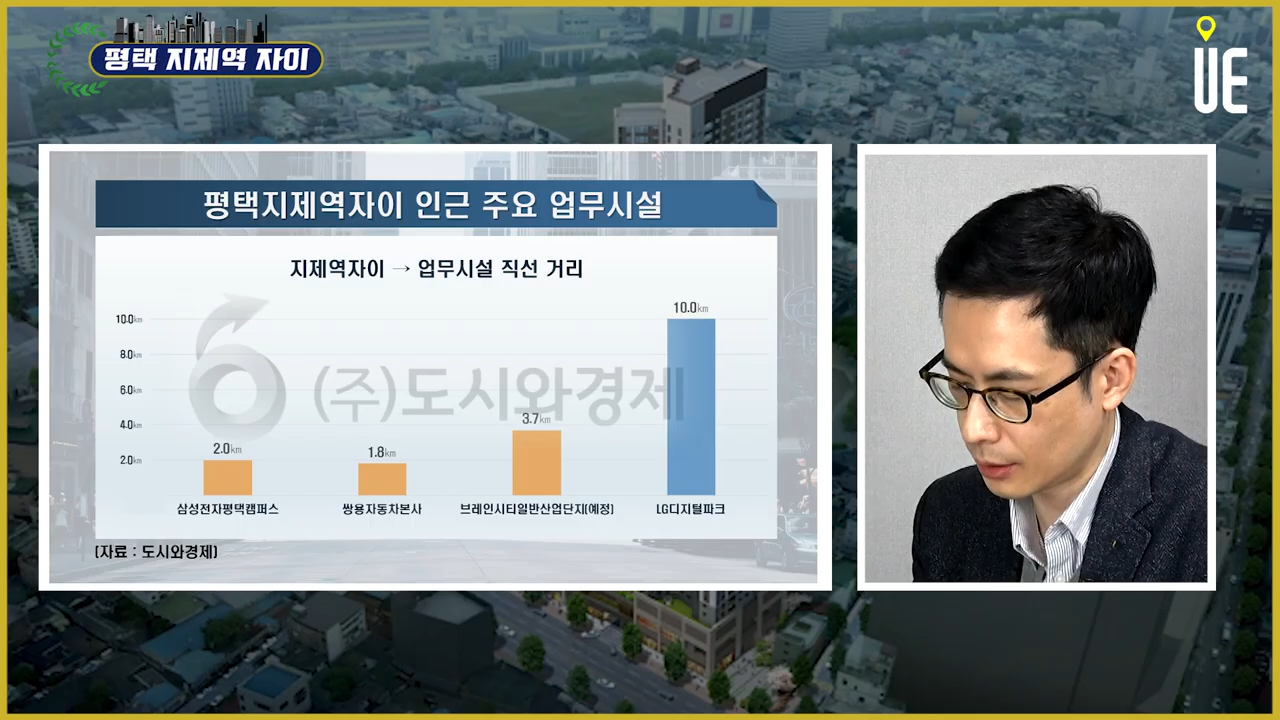 평택 지제역 자이
UE
평택지제역자이 인근 주요 업무시설
지제역자이 → 업무시설 직선 거리
10.0km
8.0km
6.0km
4.0km
2.0km
2.0km
1.8km
3.7km
10.0km
(주)도시와경제
삼성전자평택캠퍼스
쌍용자동차본사
브레인시티일반산업단지(예정)
LG디지털파크
(자료 : 도시와경제)